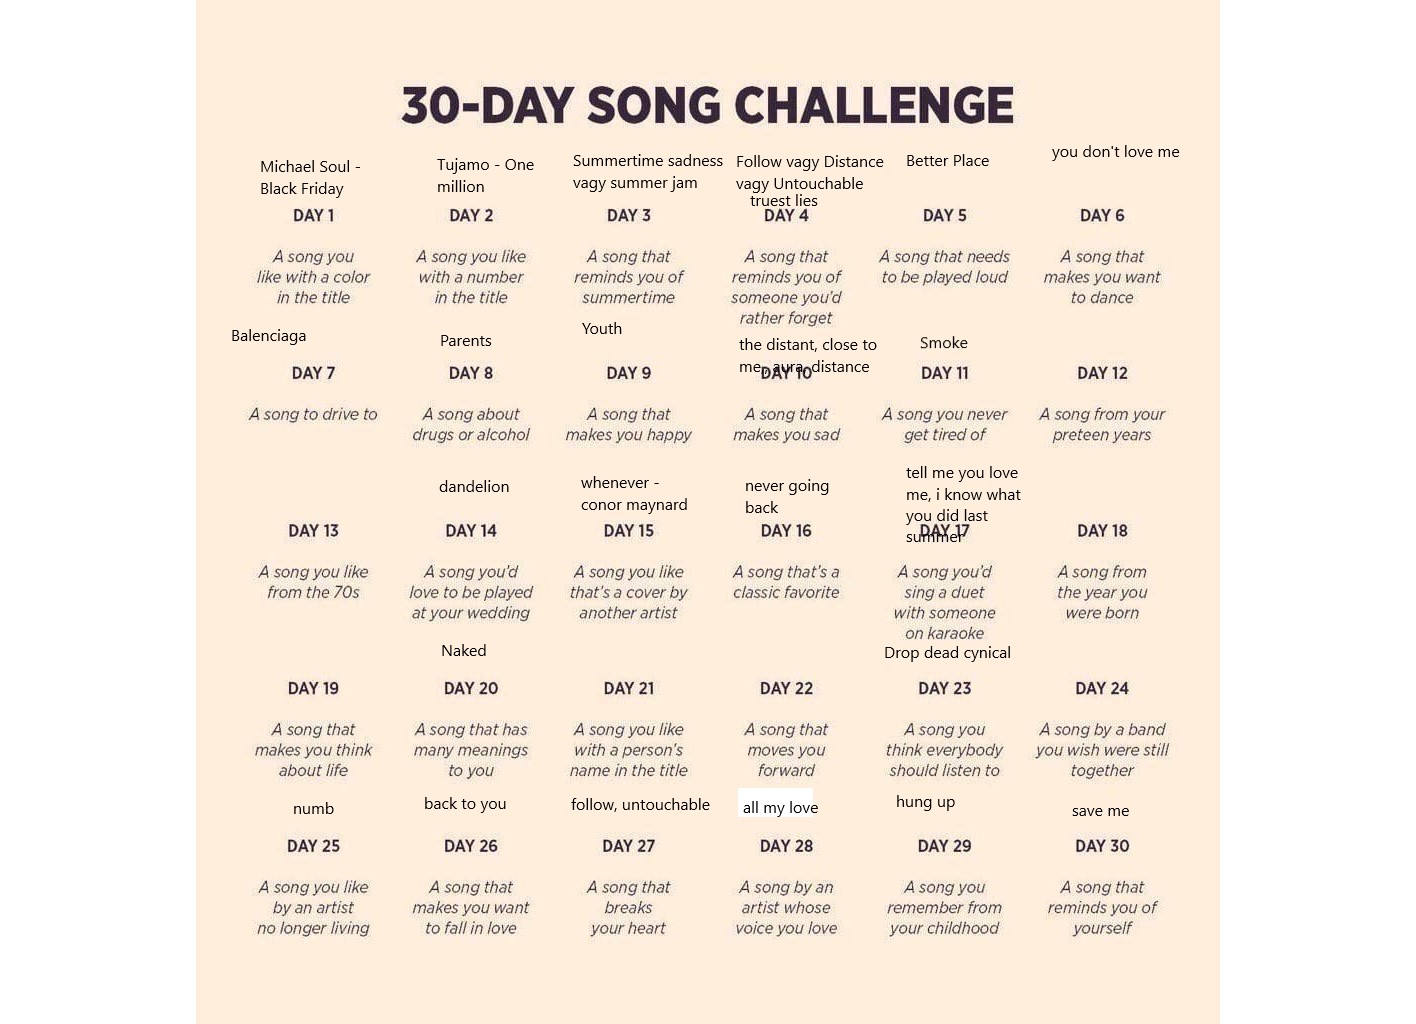 30-DAY SONG CHALLENGE
Michael Soul -
Black Friday
DAY 1
A song you
like with a color
in the title
Tujamo - One
million
DAY 2
A song you like
with a number
in the title
Summertime sadness
vagy summer jam
DAY 3
A song that
reminds you of
summertime
Follow vagy Distance
vagy Untouchable
truest lies
DAY 4
A song that
reminds you of
someone you'd
rather forget
Better Place
DAY 5
A song that needs
to be played loud
you don't love me
DAY 6
A song that
makes you want
to dance
Balenciaga
DAY 7
A song to drive to
Parents
DAY 8
A song about
drugs or alcohol
Youth
DAY 9
A song that
makes you happy
the distant, close to
me, aura, distance
DAY 10
A song that
makes you sad
Smoke
DAY 11
A song you never
get tired of
DAY 12
A song from your
preteen years
DAY 13
A song you like
from the 70s
dandelion
DAY 14
A song you'd
love to be played
at your wedding
whenever -
conor maynard
DAY 15
A song you like
that's a cover by
another artist
never going
back
DAY 16
A song that's a
classic favorite
tell me you love
me, i know what
you did last
summer
DAY 17
A song you'd
sing a duet
with someone
on karaoke
DAY 18
A song from
the year you
were born
DAY 19
A song that
makes you think
about life
Naked
DAY 20
A song that has
many meanings
to you
DAY 21
A song you like
with a person's
name in the title
DAY 22
A song that
moves you
forward
Drop dead cynical
DAY 23
A song you
think everybody
should listen to
DAY 24
A song by a band
you wish were still
together
numb
DAY 25
A song you like
by an artist
no longer living
back to you
DAY 26
A song that
makes you want
to fall in love
follow, untouchable
DAY 27
A song that
breaks
your heart
all my love
DAY 28
A song by an
artist whose
voice you love
hung up
DAY 29
A song you
remember from
your childhood
save me
DAY 30
A song that
reminds you of
yourself